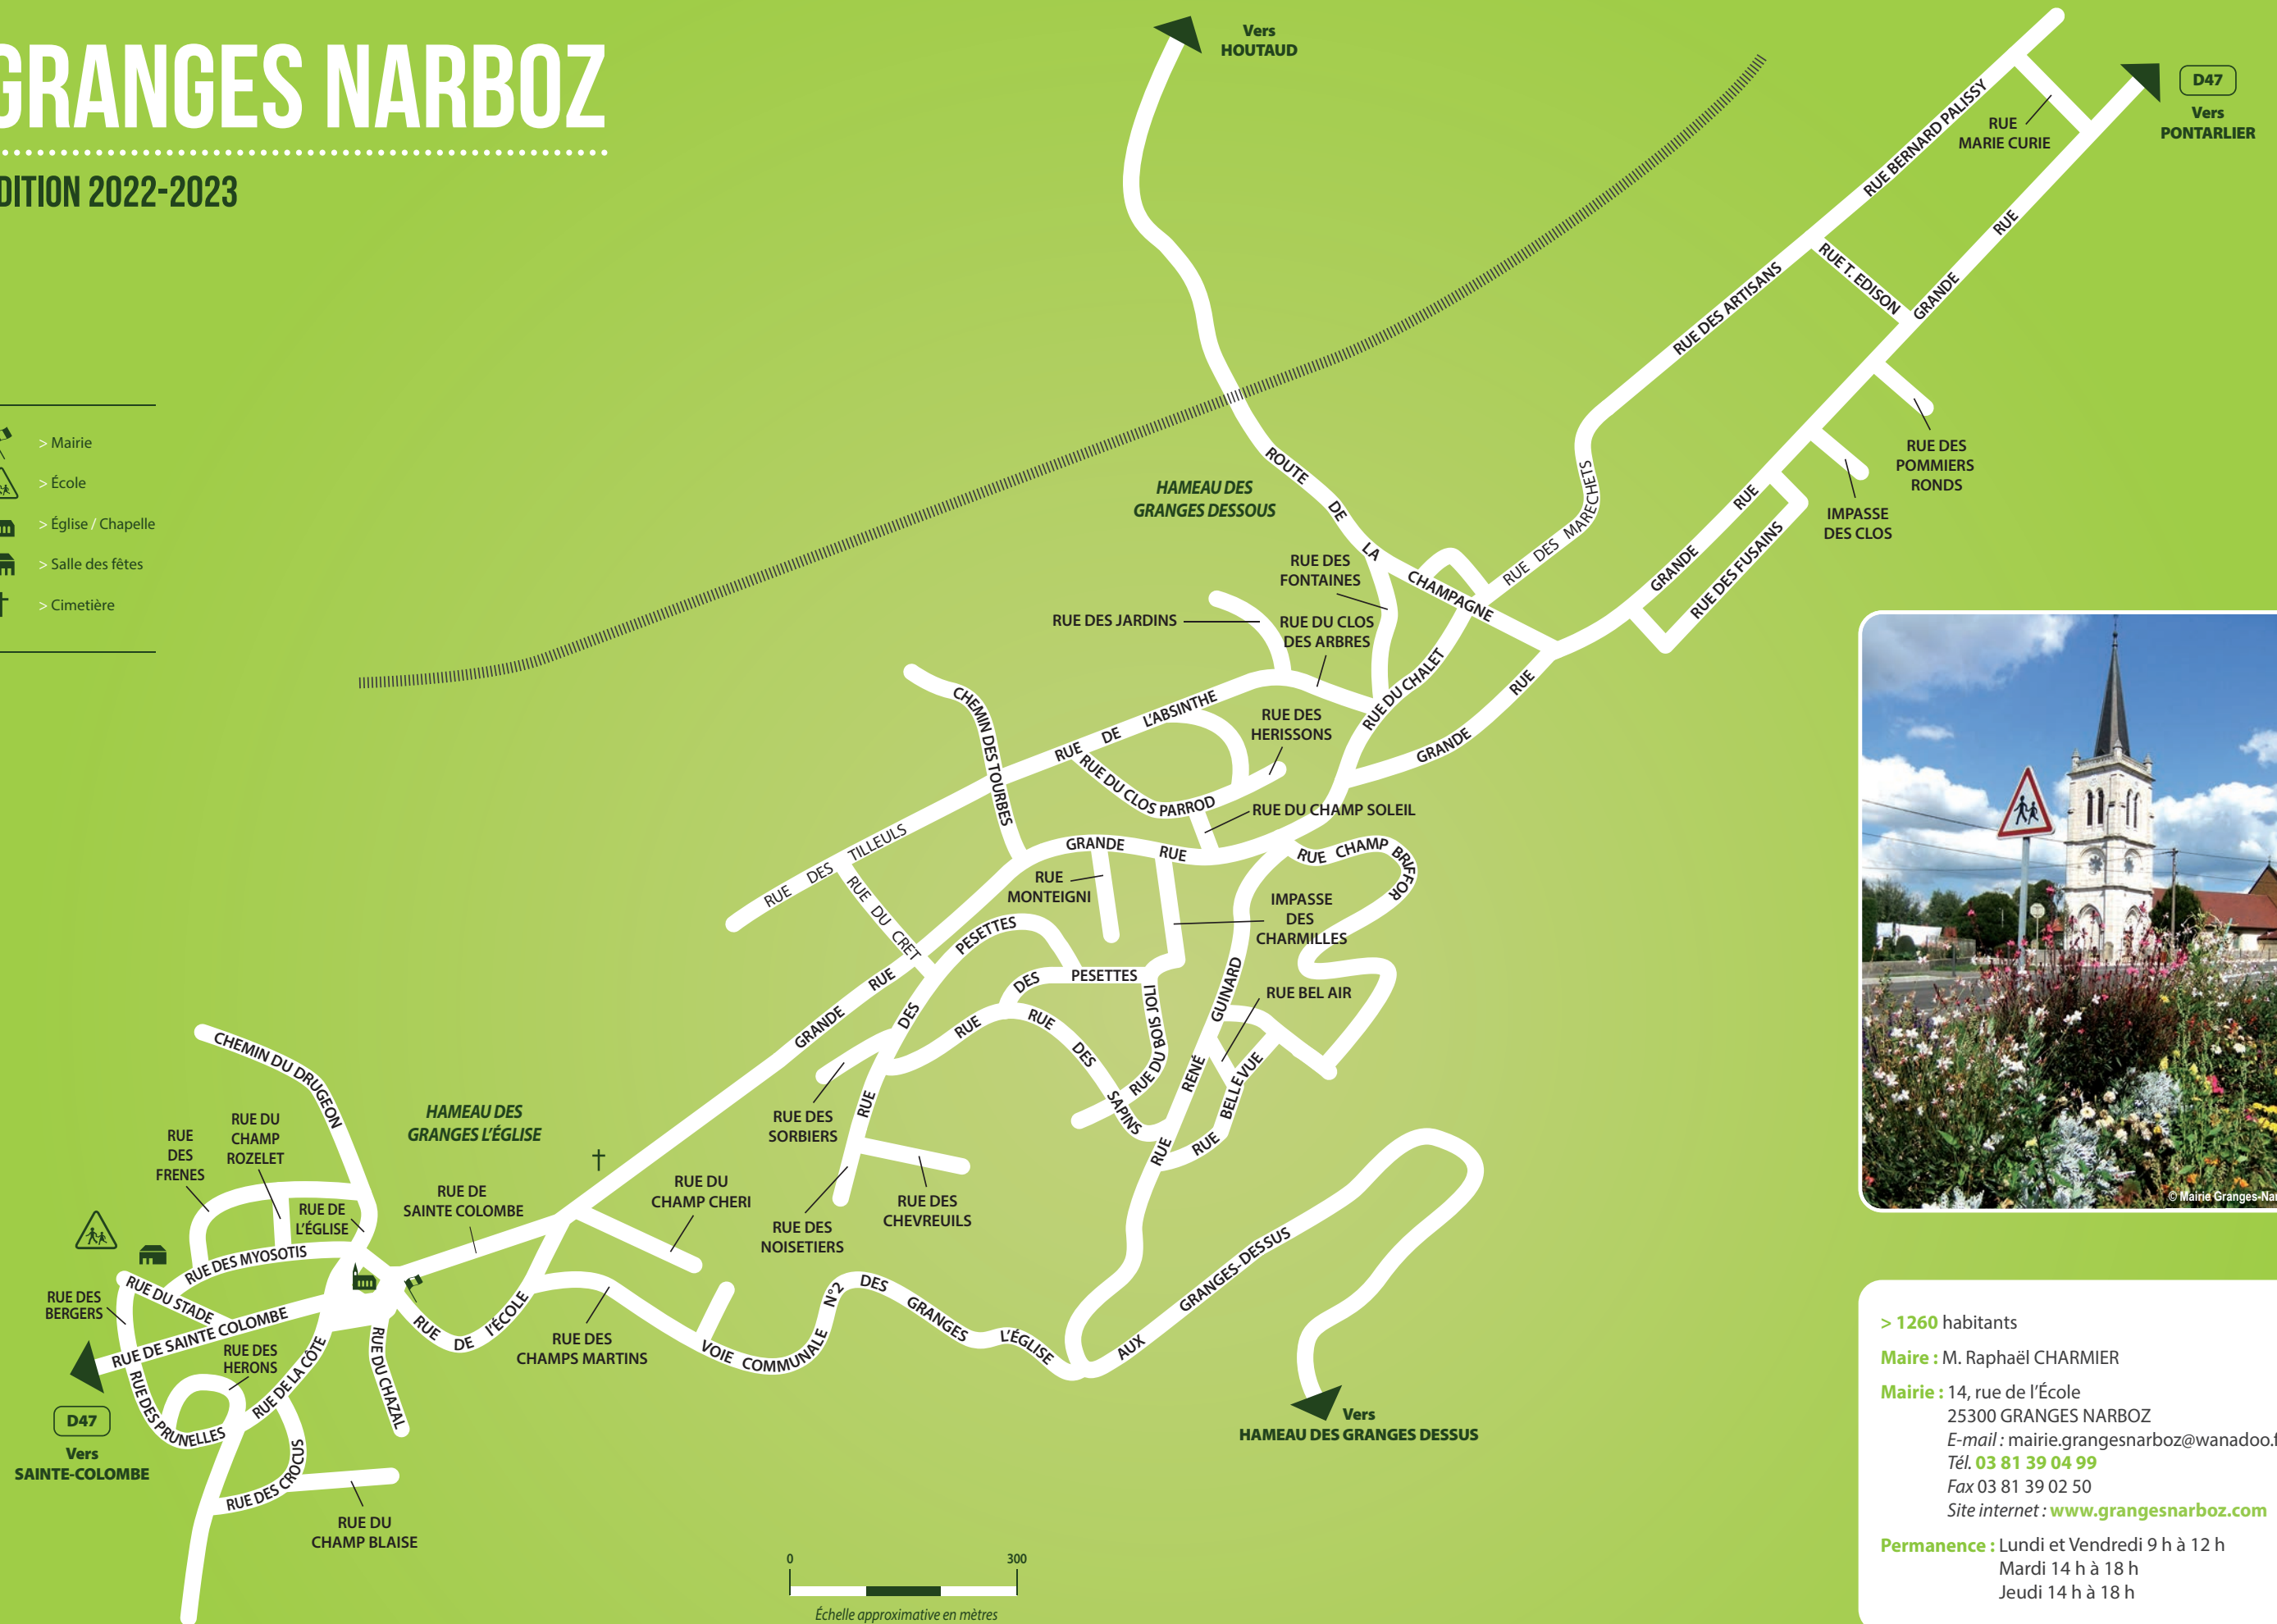 GRANGES NARBOZ
DITION 2022-2023
> Mairie
> École
> Église / Chapelle
> Salle des fêtes
> Cimetière
Vers
HOUTAUD
D47
Vers
PONTARLIER
RUE
MARIE CURIE
RUE BERNARD PALISSY
GRANDE RUE
RUE T. EDISON
RUE DES ARTISANS
RUE DES
POMMIERS
RONDS
IMPASSE
DES CLOS
RUE DES MARECHETS
GRANDE RUE
RUE DES FUSAINS
HAMEAU DES
GRANGES DESSOUS
ROUTE DE LA CHAMPAGNE
RUE DES
FONTAINES
RUE DES JARDINS
RUE DU CLOS
DES ARBRES
RUE DU CHALET
GRANDE RUE
CHEMIN DES TOURBES
RUE DE L'ABSINTHE
RUE DES
HERISSONS
RUE DU CLOS PARROD
RUE DU CHAMP SOLEIL
RUE DES TILLEULS
RUE DU CRET
GRANDE RUE
RUE CHAMP BRIFFOR
RUE
MONTEIGNI
IMPASSE
DES
CHARMILLES
RUE DES PESETTES
RUE DES PESETTES
RUE DU BOIS JOLI
RUE RENÉ GUINARD
RUE BEL AIR
RUE BELLEVUE
RUE DES SAPINS
GRANDE RUE
RUE DES
SORBIERS
RUE DES
NOISETIERS
RUE DES
CHEVREUILS
CHEMIN DU DRUGEON
HAMEAU DES
GRANGES L'ÉGLISE
RUE
DES
FRENES
RUE DU
CHAMP
ROZELET
RUE DE
L'ÉGLISE
RUE DE
SAINTE COLOMBE
RUE DU
CHAMP CHERI
RUE DES MYOSOTIS
RUE DU STADE
RUE DES
BERGERS
RUE DE SAINTE COLOMBE
RUE DES
HERONS
RUE DE LA CÔTE
RUE DU CHAZAL
RUE DE l'ÉCOLE
RUE DES
CHAMPS MARTINS
VOIE COMMUNALE N°2 DES GRANGES L'ÉGLISE AUX GRANGES-DESSUS
RUE DES PRUNELLES
RUE DES CROCUS
RUE DU
CHAMP BLAISE
D47
Vers
SAINTE-COLOMBE
Vers
HAMEAU DES GRANGES DESSUS
0 300
Échelle approximative en mètres
© Mairie Granges-Nar
> 1260 habitants
Maire : M. Raphaël CHARMIER
Mairie : 14, rue de l'École
25300 GRANGES NARBOZ
E-mail : mairie.grangesnarboz@wanadoo.f
Tél. 03 81 39 04 99
Fax 03 81 39 02 50
Site internet : www.grangesnarboz.com
Permanence : Lundi et Vendredi 9 h à 12 h
Mardi 14 h à 18 h
Jeudi 14 h à 18 h